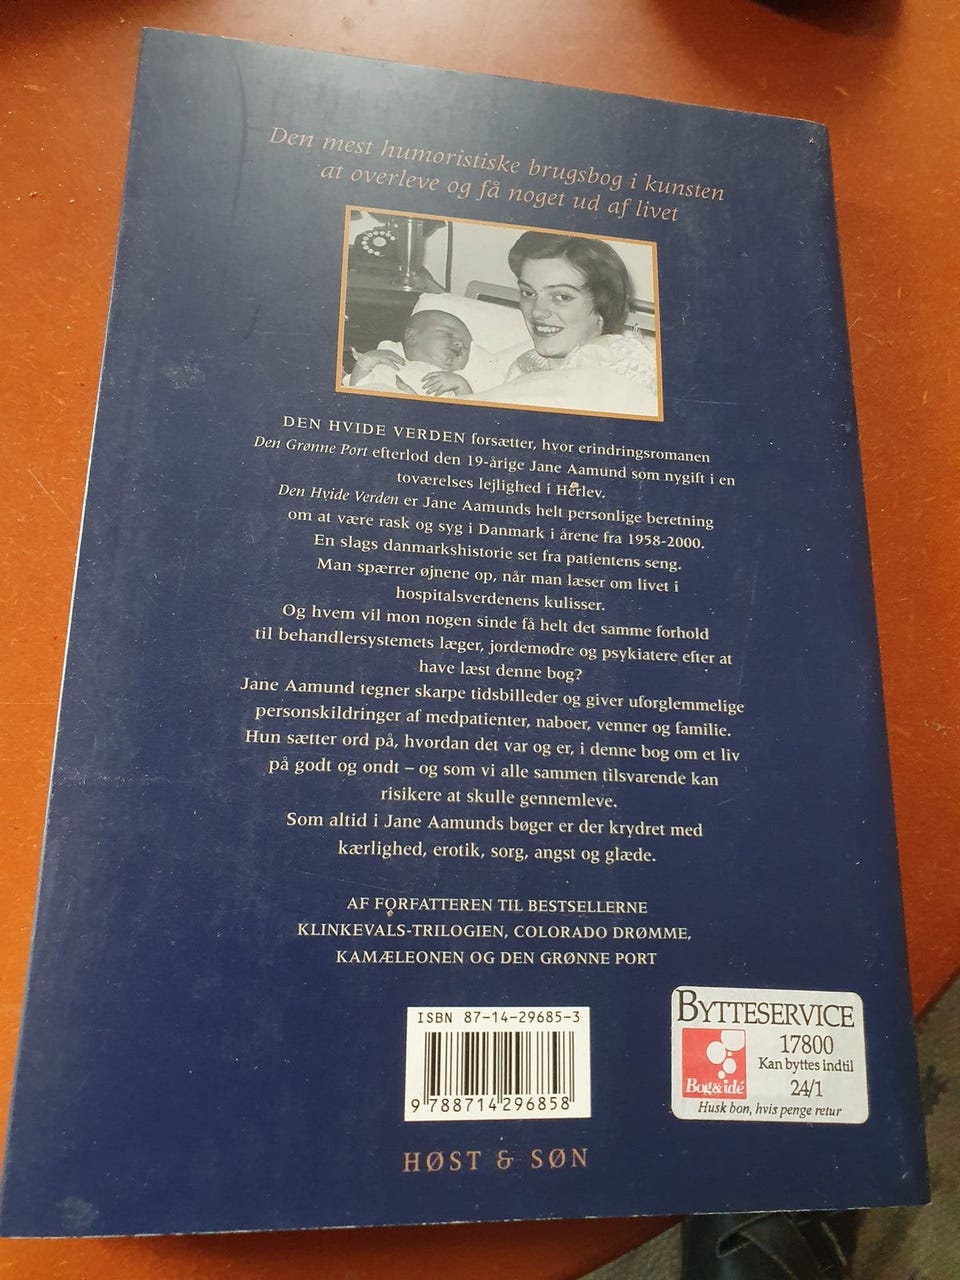 Den mest humoristiske brugsbog i kunsten
at overleve og få noget ud af livet
DEN HVIDE VERDEN forsætter, hvor erindringsromanen
Den Grønne Port efterlod den 19-årige Jane Aamund som nygift i en
toværelses lejlighed i Herlev.
Den Hvide Verden er Jane Aamunds helt personlige beretning
om at være rask og syg i Danmark i årene fra 1958-2000.
En slags danmarkshistorie set fra patientens seng.
Man spærrer øjnene op, når man læser om livet i
hospitalsverdenens kulisser.
Og hvem vil mon nogen sinde få helt det samme forhold
til behandlersystemets læger, jordemødre og psykiatere efter at
have læst denne bog?
Jane Aamund tegner skarpe tidsbilleder og giver uforglemmelige
personskildringer af medpatienter, naboer, venner og familie.
Hun sætter ord på, hvordan det var og er, i denne bog om et liv
på godt og ondt – og som vi alle sammen tilsvarende kan
risikere at skulle gennemleve.
Som altid i Jane Aamunds bøger er der krydret med
kærlighed, erotik, sorg, angst og glæde.
AF FORFATTEREN TIL BESTSELLERNE
KLINKEVALS-TRILOGIEN, COLORADO DRØMME,
KAMÆLEONEN OG DEN GRØNNE PORT
ISBN 87-14-29685-3
9 788714 296858
HØST & SØN
BYTTESERVICE
17800
Kan byttes indtil
24/1
Bog & idé
Husk bon, hvis penge retur